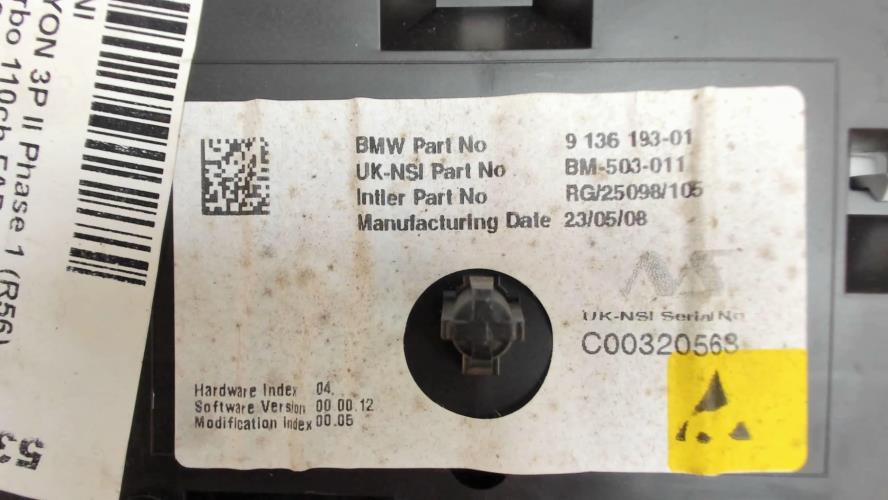 NI
YON 3P II Phase 1 (R56)
rbo 110ch FAP
BMW Part No 9 136 193-01
UK-NSI Part No BM-503-011
Intier Part No RG/25098/105
Manufacturing Date 23/05/08
UK-NSI Serial No
C00320568
Hardware Index 04.
Software Version 00.00.12
Modification Index 00.05